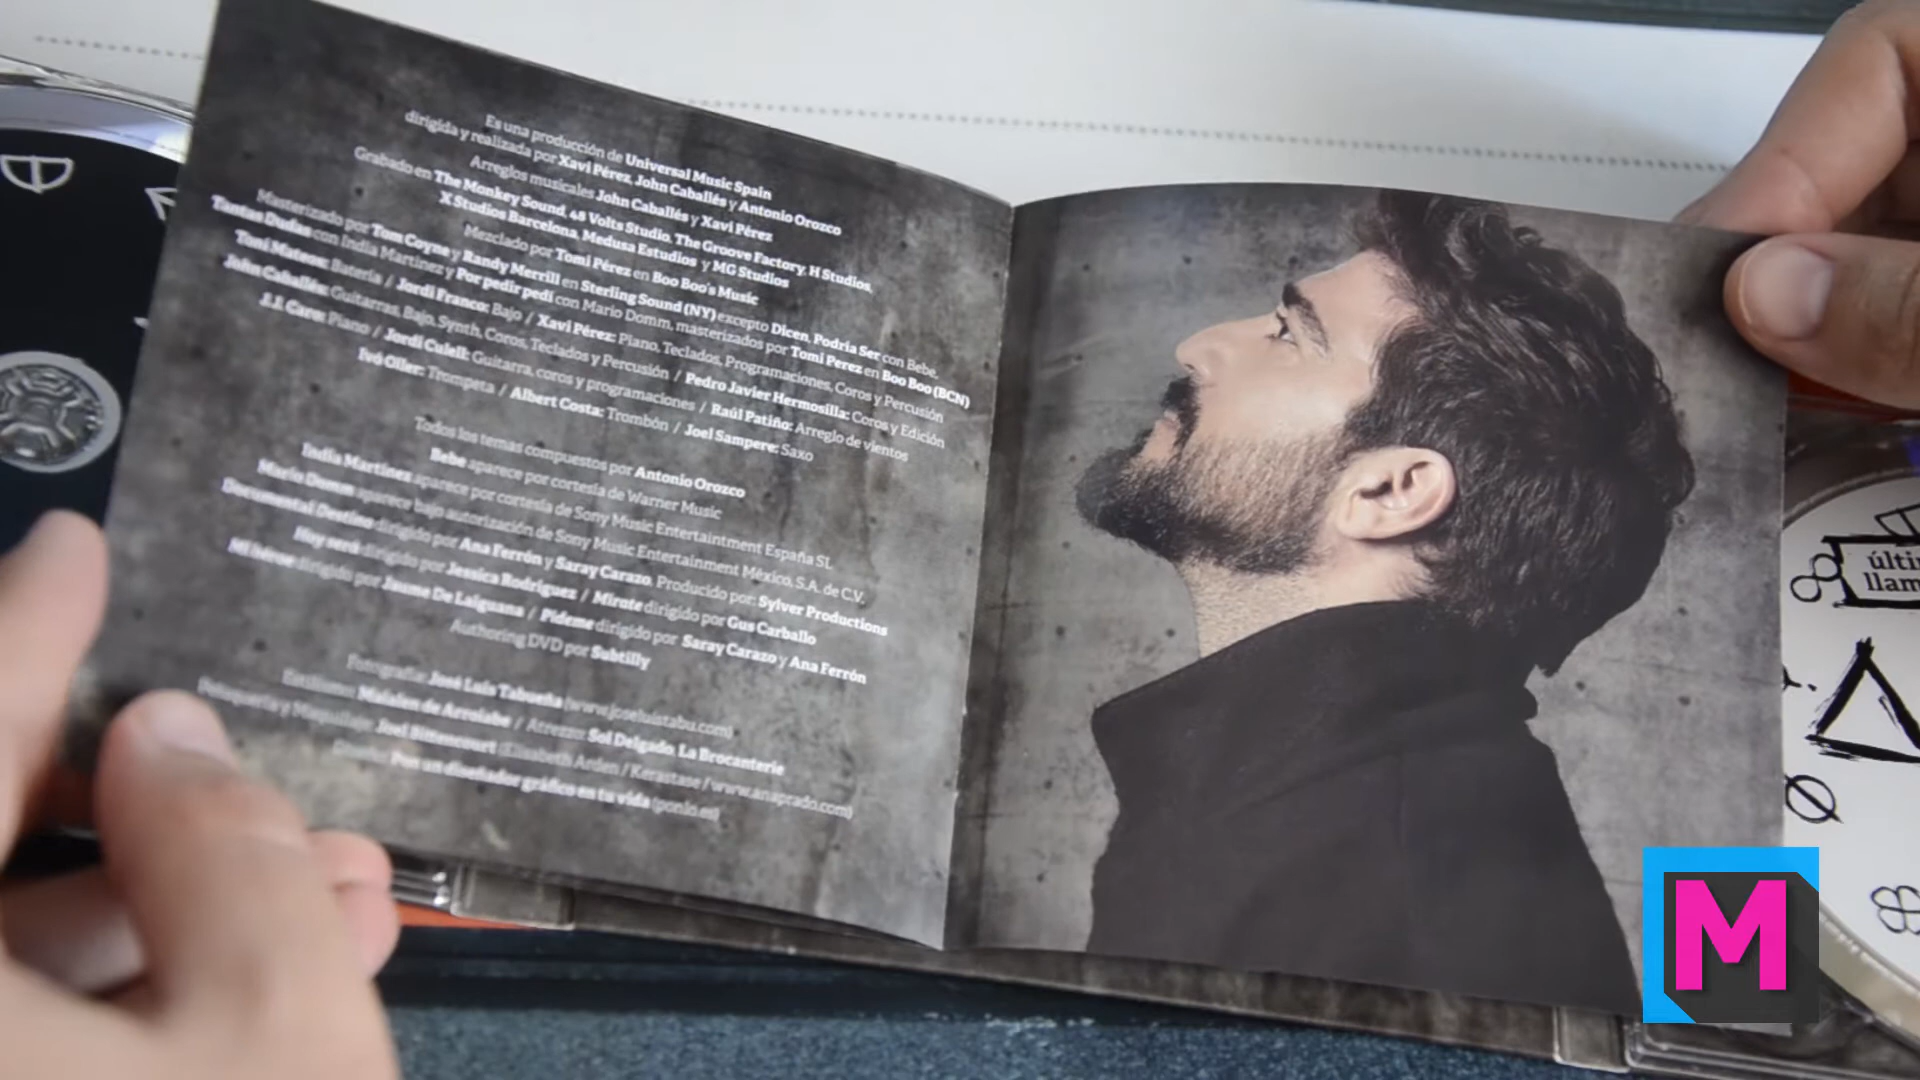 Es una producción de Universal Music Spain
dirigida y realizada por Xavi Pérez, John Caballés y Antonio Orozco
Arreglos musicales John Caballés y Xavi Pérez
Grabado en The Monkey Sound, 48 Volts Studio, The Groove Factory, H Studios,
X Studios Barcelona, Medusa Estudios y MG Studios
Mezclado por Tomi Pérez en Boo Boo's Music
Masterizado por Tom Coyne y Randy Merrill en Sterling Sound (NY) excepto Dicen, Podría Ser con Bebe,
Tantas Dudas con India Martinez y Por pedir pedí con Mario Domm, masterizados por Tomi Perez en Boo Boo (BCN)
Toni Mateos: Batería / Jordi Franco: Bajo / Xavi Pérez: Piano, Teclados, Programaciones, Coros y Percusión
John Caballés: Guitarras, Bajo, Synth, Coros, Teclados y Percusión / Pedro Javier Hermosilla: Coros y Edición
J.J. Caro: Piano / Jordi Culell: Guitarra, coros y programaciones / Raúl Patiño: Arreglo de vientos
Ivó Oller: Trompeta / Albert Costa: Trombón / Joel Sampere: Saxo
Todos los temas compuestos por Antonio Orozco
Bebe aparece por cortesía de Warner Music
India Martinez aparece por cortesía de Sony Music Entertaintment España SL
Mario Domm aparece bajo autorización de Sony Music Entertainment México, S.A. de C.V.
Documental Destino dirigido por Ana Ferrón y Saray Carazo. Producido por: Sylver Productions
Hoy será dirigido por Jessica Rodríguez / Mírate dirigido por Gus Carballo
Mi héroe dirigido por Jaume De Laiguana / Pídeme dirigido por Saray Carazo y Ana Ferrón
Authoring DVD por Subtilly
Fotografía: José Luis Tabueña (www.joseluistabu.com)
Estilismo: Maialen de Arroiabe / Atrezzo: Sol Delgado. La Brocanterie
Peluquería y Maquillaje: Joel Bittencourt (Elisabeth Arden / Kerastase / www.anaprado.com)
Diseño: Pon un diseñador gráfico en tu vida (ponlo.es)
últi
llam
M